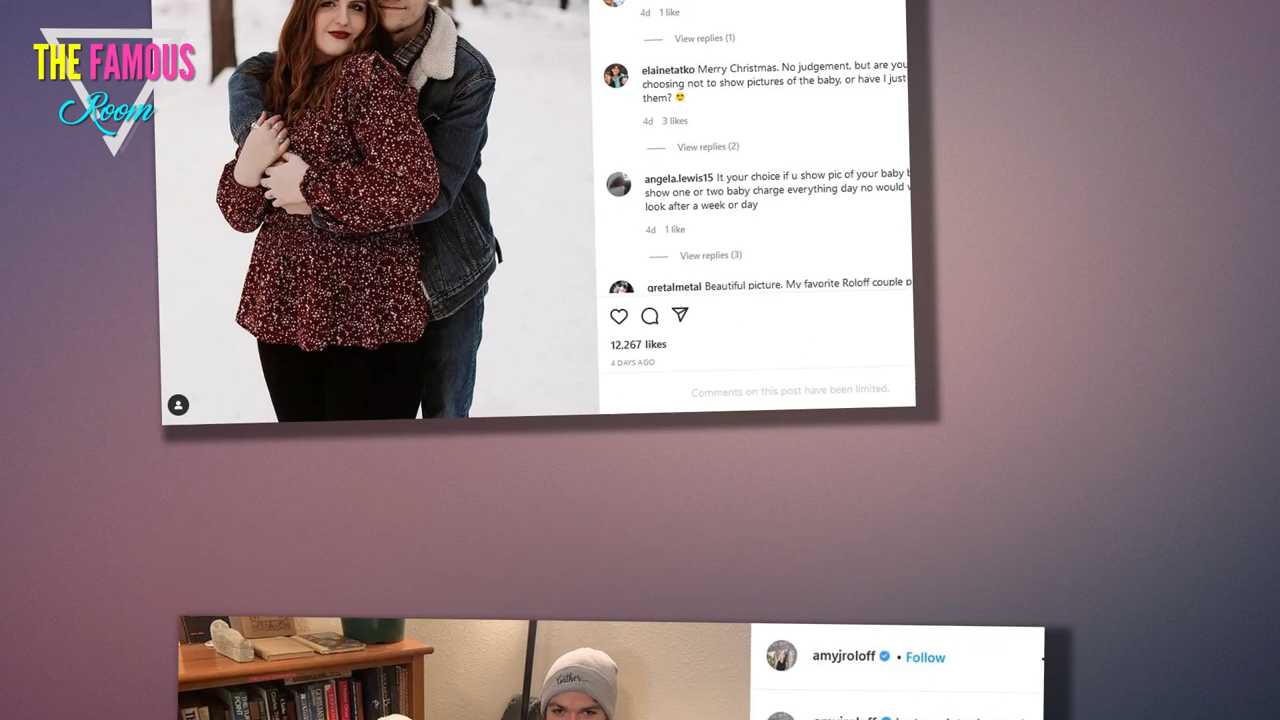 THE FAMOUS
Room
4d 1 like
View replies (1)
elainetatko Merry Christmas. No judgement, but are you
choosing not to show pictures of the baby, or have I just
them? 😍
4d 3 likes
View replies (2)
angela.lewis15 It your choice if u show pic of your baby
show one or two baby charge everything day no would
look after a week or day
4d 1 like
View replies (3)
gretalmetal Beautiful picture. My favorite Roloff couple
12,267 likes
4 DAYS AGO
Comments on this post have been limited.
Gather...
amyjroloff • Follow
amyjroloff